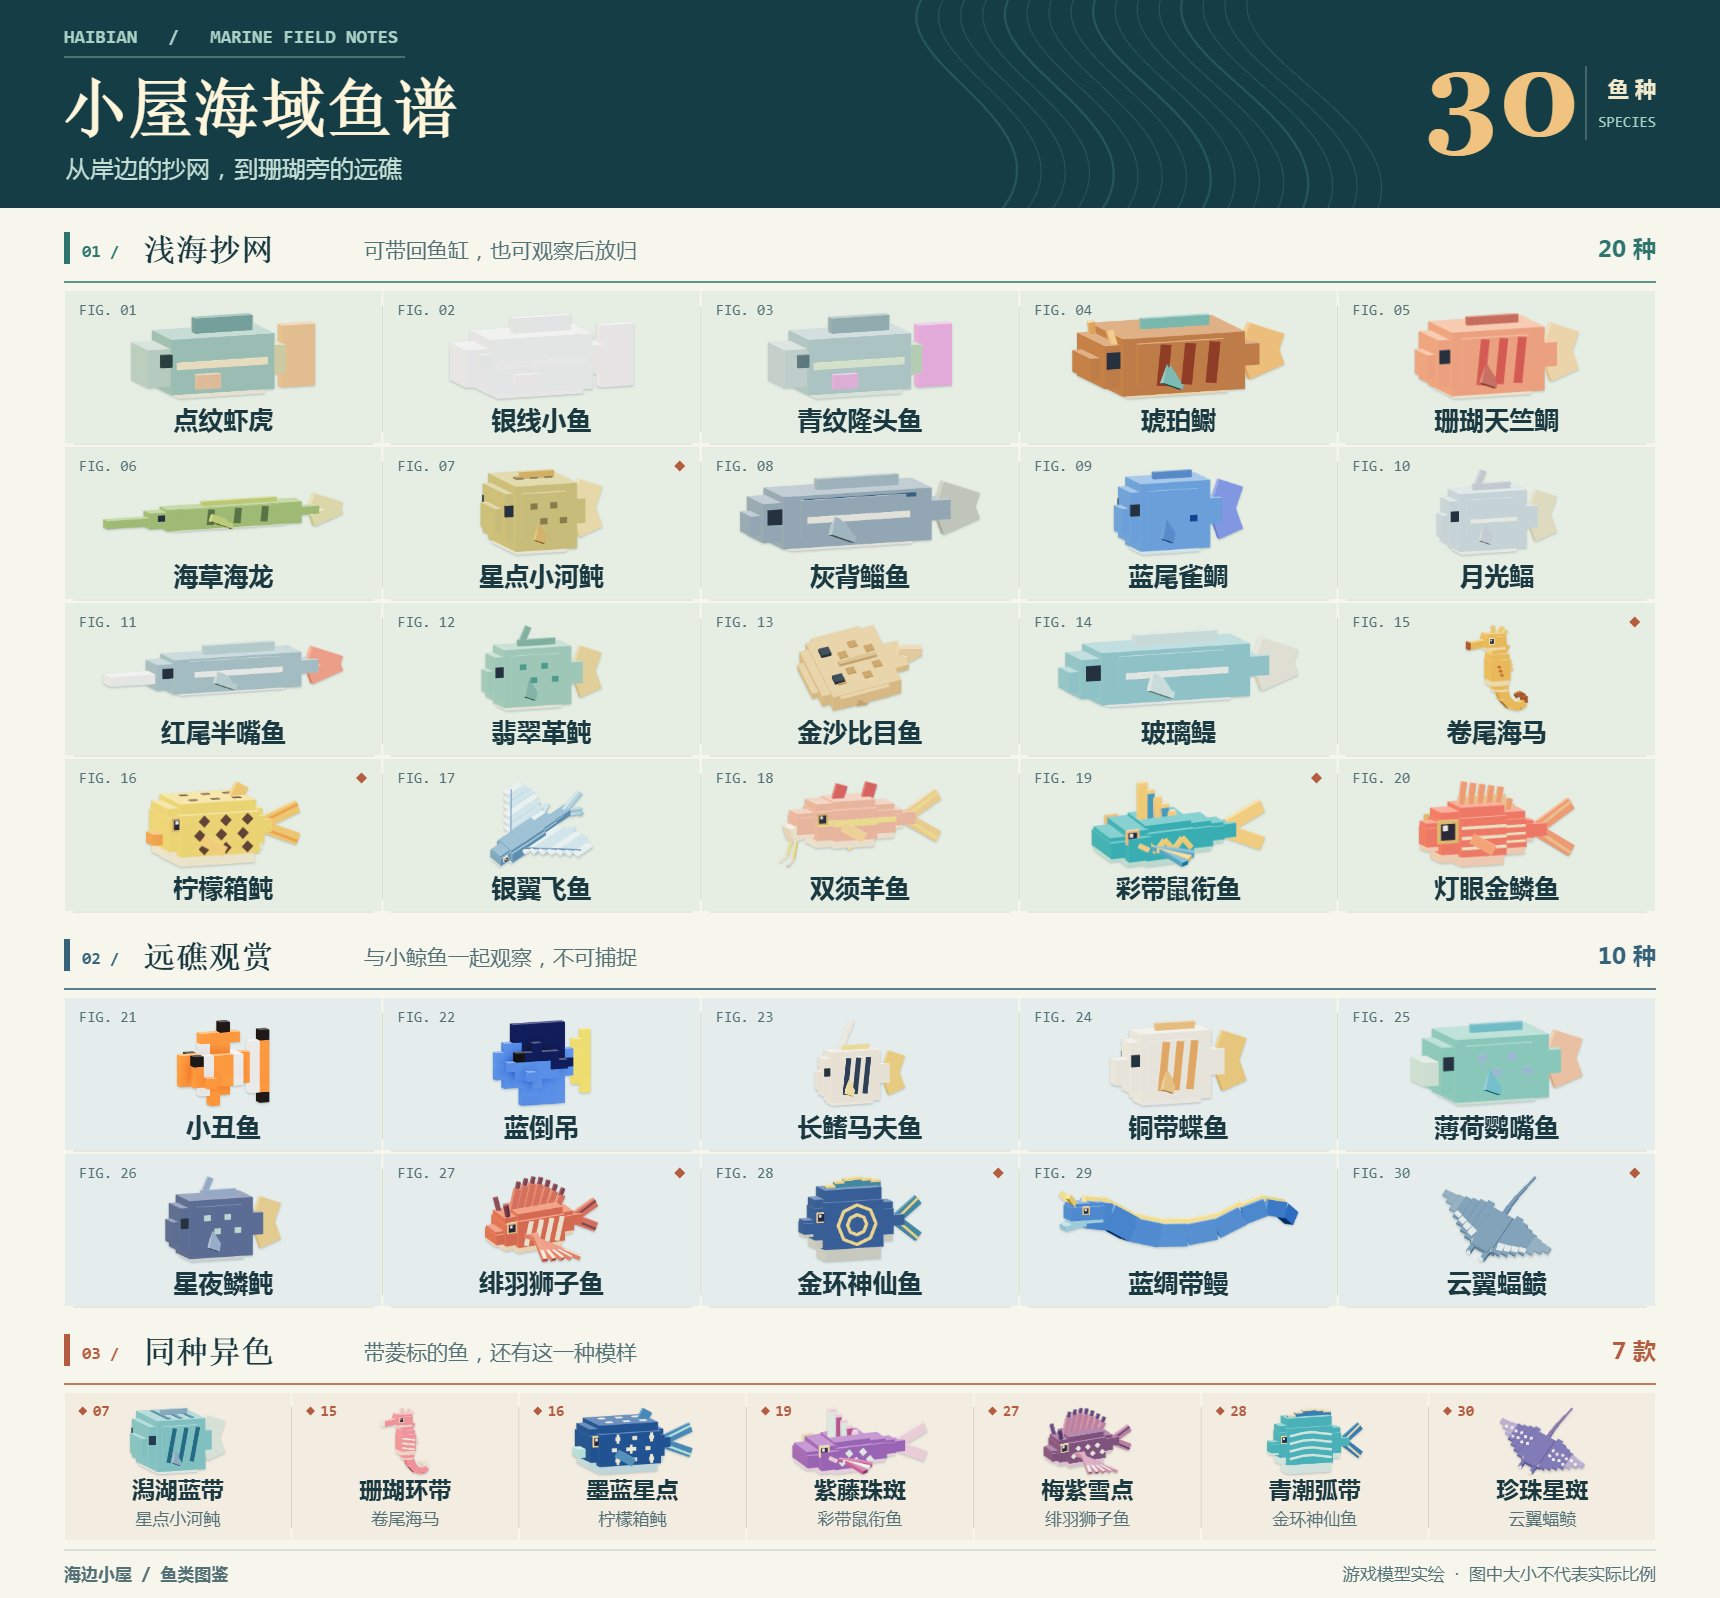 HAIBIAN / MARINE FIELD NOTES
小屋海域鱼谱
从岸边的抄网，到珊瑚旁的远礁
30
鱼种
SPECIES
01 / 浅海抄网 可带回鱼缸，也可观察后放归 20 种
FIG. 01
点纹虾虎
FIG. 02
银线小鱼
FIG. 03
青纹隆头鱼
FIG. 04
琥珀鳚
FIG. 05
珊瑚天竺鲷
FIG. 06
海草海龙
FIG. 07
星点小河鲀
FIG. 08
灰背鲻鱼
FIG. 09
蓝尾雀鲷
FIG. 10
月光鲾
FIG. 11
红尾半嘴鱼
FIG. 12
翡翠革鲀
FIG. 13
金沙比目鱼
FIG. 14
玻璃鳀
FIG. 15
卷尾海马
FIG. 16
柠檬箱鲀
FIG. 17
银翼飞鱼
FIG. 18
双须羊鱼
FIG. 19
彩带鼠䲗鱼
FIG. 20
灯眼金鳞鱼
02 / 远礁观赏 与小鲸鱼一起观察，不可捕捉 10 种
FIG. 21
小丑鱼
FIG. 22
蓝倒吊
FIG. 23
长鳍马夫鱼
FIG. 24
铜带蝶鱼
FIG. 25
薄荷鹦嘴鱼
FIG. 26
星夜鳞鲀
FIG. 27
绯羽狮子鱼
FIG. 28
金环神仙鱼
FIG. 29
蓝绸带鳗
FIG. 30
云翼蝠鲼
03 / 同种异色 带菱标的鱼，还有这一种模样 7 款
07
潟湖蓝带
星点小河鲀
15
珊瑚环带
卷尾海马
16
墨蓝星点
柠檬箱鲀
19
紫藤珠斑
彩带鼠䲗鱼
27
梅紫雪点
绯羽狮子鱼
28
青潮弧带
金环神仙鱼
30
珍珠星斑
云翼蝠鲼
海边小屋 / 鱼类图鉴
游戏模型实绘 · 图中大小不代表实际比例